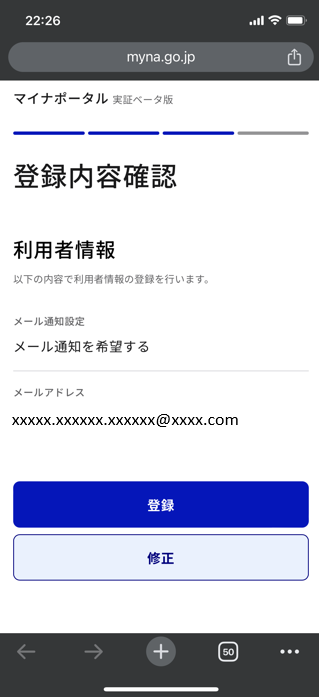 22:26
myna.go.jp
マイナポータル 実証ベータ版
登録内容確認
利用者情報
以下の内容で利用者情報の登録を行います。
メール通知設定
メール通知を希望する
メールアドレス
xxxxx.xxxxxx.xxxxxx@xxxx.com
登録
修正
50